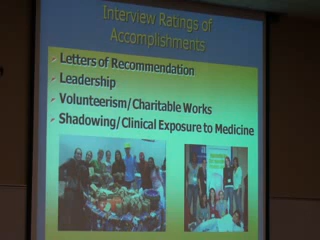 Interview Ratings of
Accomplishments
Letters of Recommendation
Leadership
Volunteerism/Charitable Works
Shadowing/Clinical Exposure to Medicine